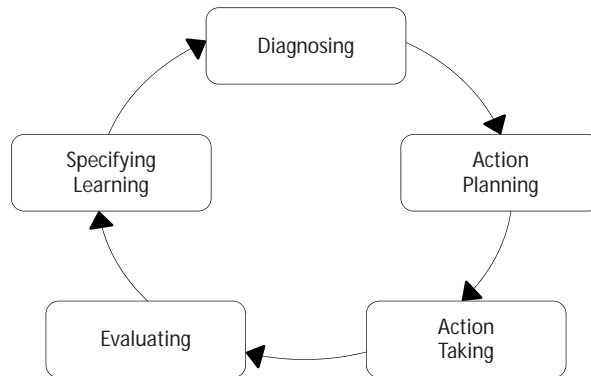 Diagnosing
Action
Planning
Action
Taking
Evaluating
Specifying
Learning